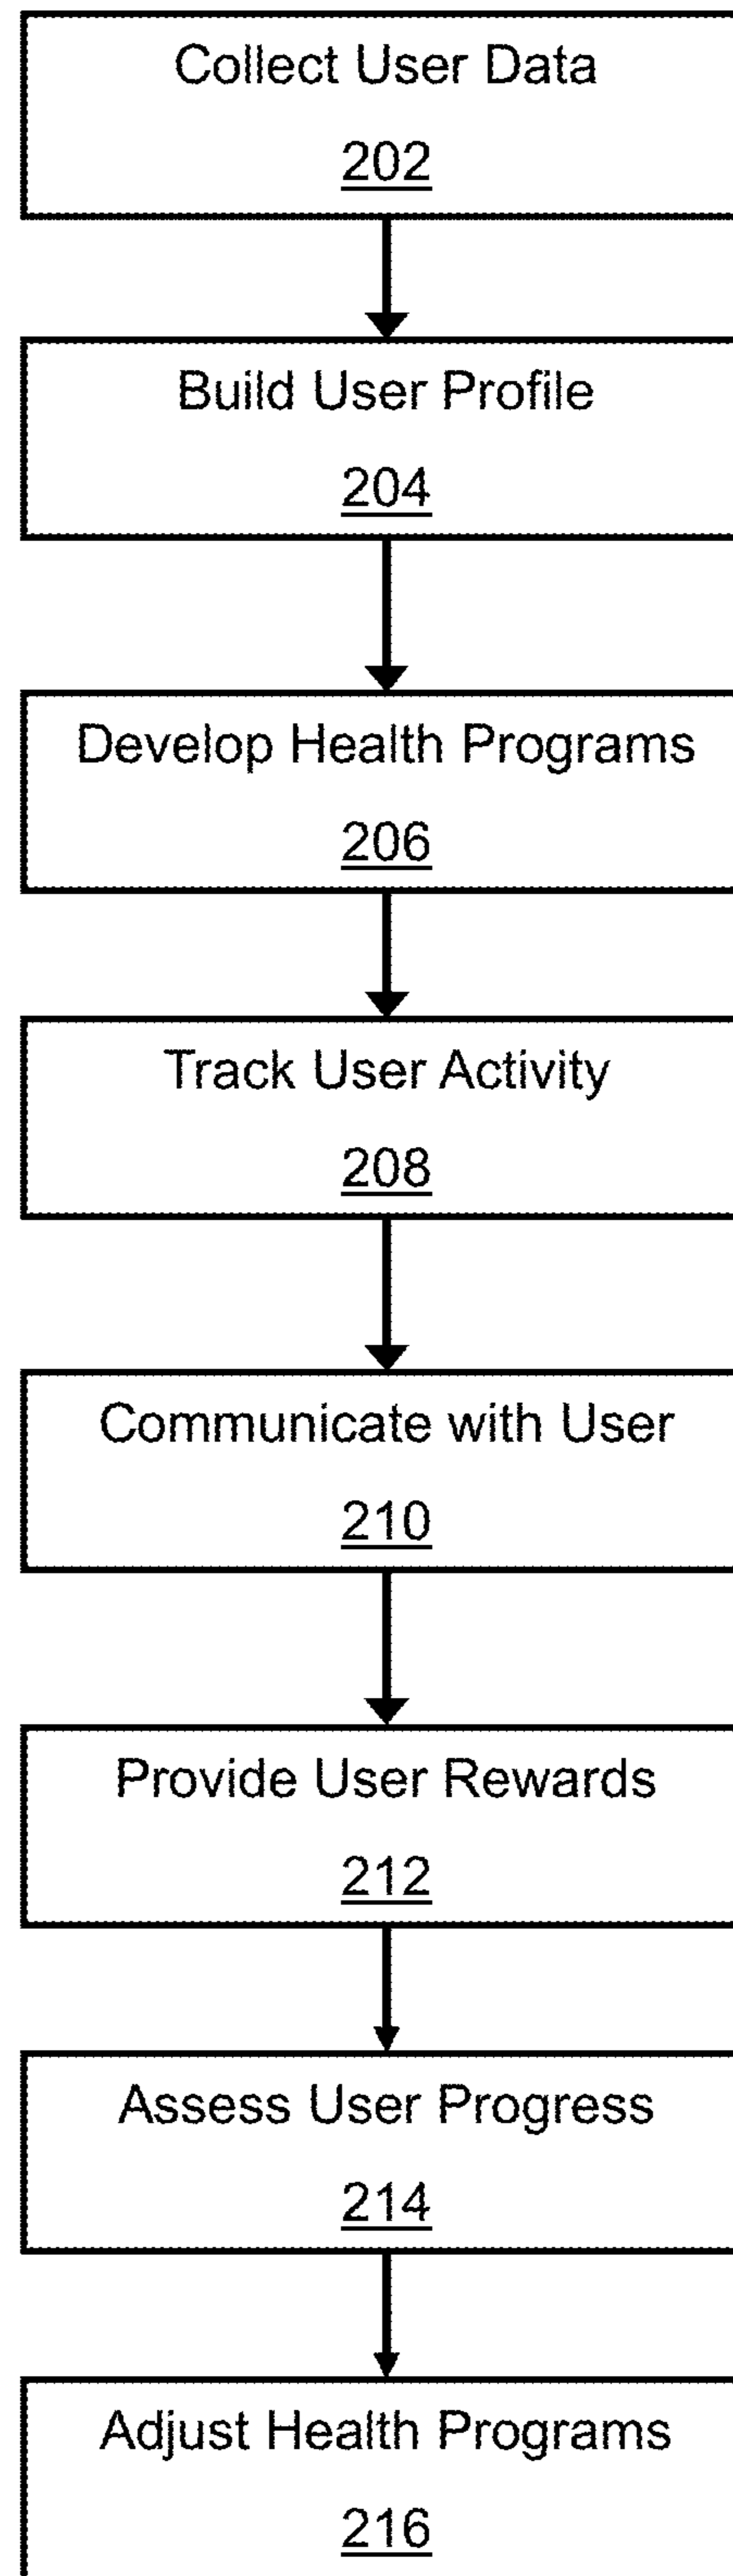 Collect User Data
202
Build User Profile
204
Develop Health Programs
206
Track User Activity
208
Communicate with User
210
Provide User Rewards
212
Assess User Progress
214
Adjust Health Programs
216